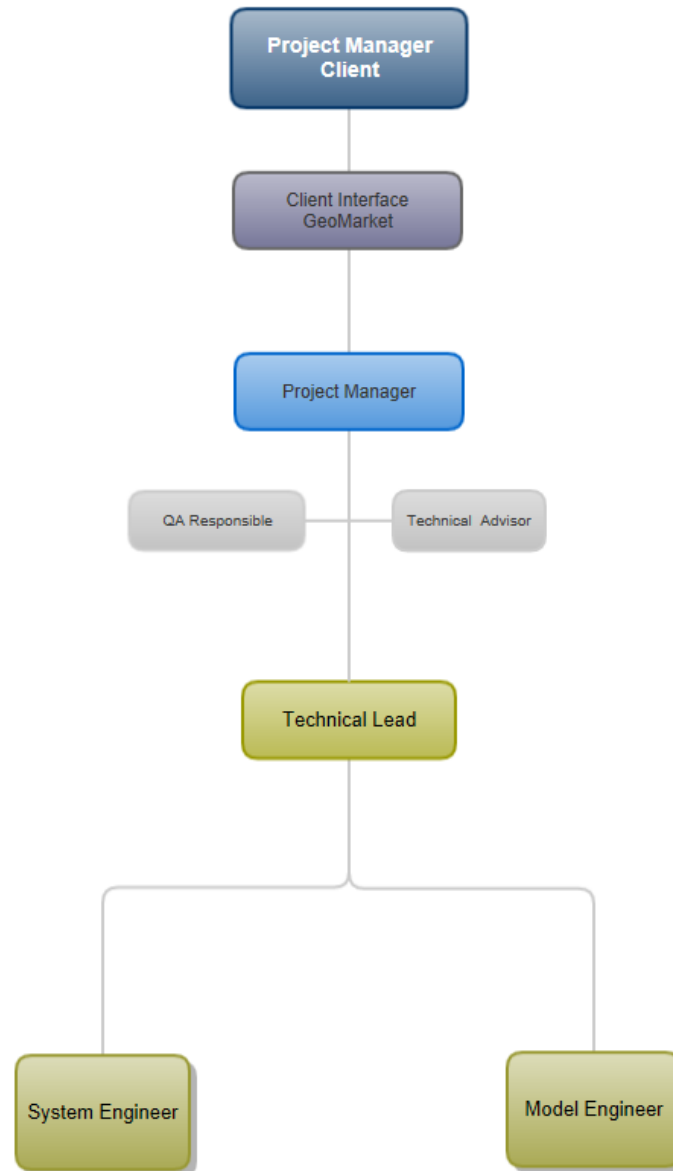 Project Manager
Client
Client Interface
GeoMarket
Project Manager
QA Responsible
Technical Advisor
Technical Lead
System Engineer
Model Engineer